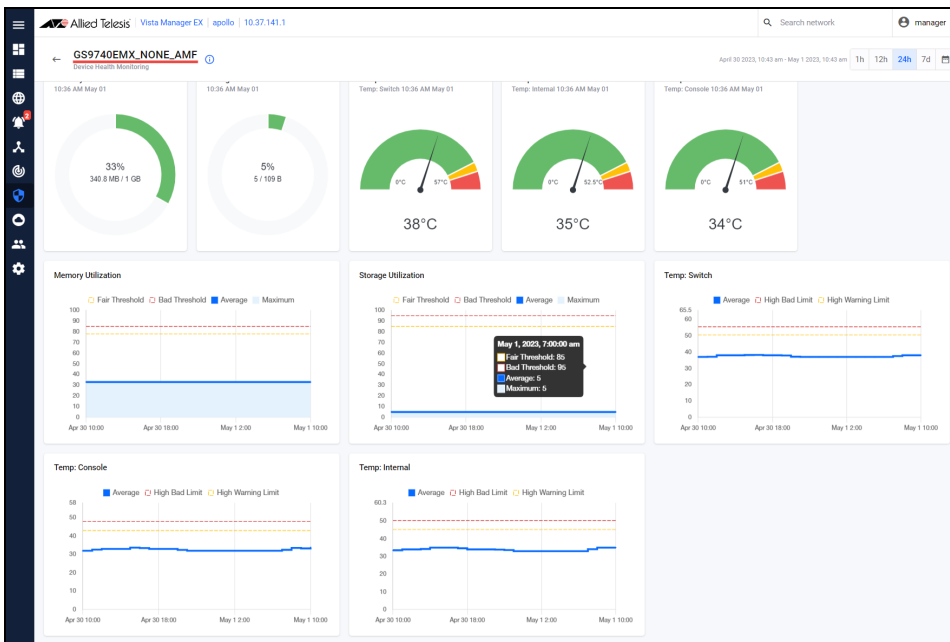 Allied Telesis Vista Manager EX apollo 10.37.141.1 Search network manager
GS9740EMX_NONE_AMF
Device Health Monitoring
April 30 2023, 10:43 am - May 1 2023, 10:43 am 1h 12h 24h 7d
2
10:36 AM May 01
33%
340.8 MB / 1 GB
10:36 AM May 01
5%
5 / 109 B
Temp: Switch 10:36 AM May 01
0°C 57°C
38°C
Temp: Internal 10:36 AM May 01
0°C 52.5°C
35°C
Temp: Console 10:36 AM May 01
0°C 51°C
34°C
Memory Utilization
Fair Threshold Bad Threshold Average Maximum
100
90
80
70
60
50
40
30
20
10
0
Apr 30 10:00 Apr 30 18:00 May 1 2:00 May 1 10:00
Storage Utilization
Fair Threshold Bad Threshold Average Maximum
100
90
80
70
60
50
40
30
20
10
0
May 1, 2023, 7:00:00 am
Fair Threshold: 85
Bad Threshold: 95
Average: 5
Maximum: 5
Apr 30 10:00 Apr 30 18:00 May 1 2:00 May 1 10:00
Temp: Switch
Average High Bad Limit High Warning Limit
65.5
60
50
40
30
20
10
0
Apr 30 10:00 Apr 30 18:00 May 1 2:00 May 1 10:00
Temp: Console
Average High Bad Limit High Warning Limit
58
50
40
30
20
10
0
Apr 30 10:00 Apr 30 18:00 May 1 2:00 May 1 10:00
Temp: Internal
Average High Bad Limit High Warning Limit
60.3
50
40
30
20
10
0
Apr 30 10:00 Apr 30 18:00 May 1 2:00 May 1 10:00